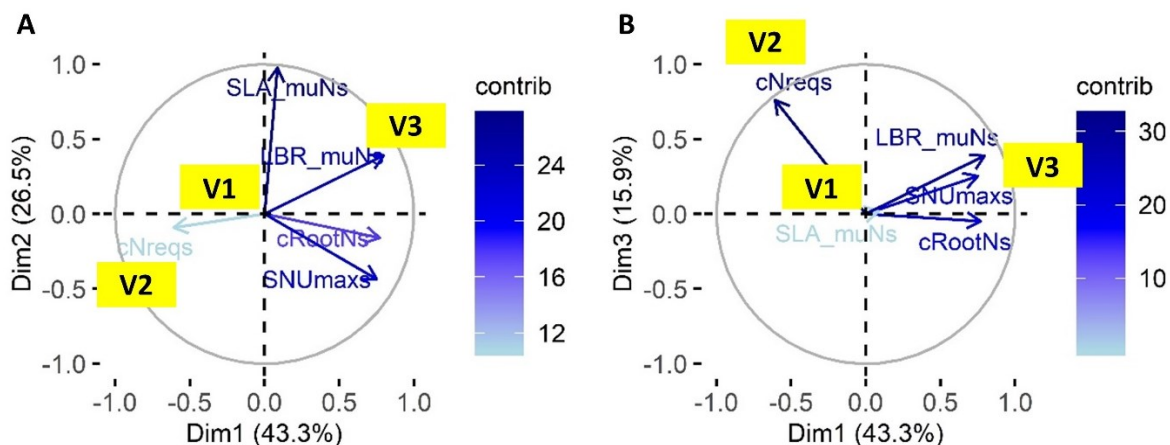 A
V2
V3
V1
SLA_muNs
LBR_muNs
cNreqs
cRootNs
SNUmaxs
1.0
0.5
0.0
-0.5
-1.0
-1.0
-0.5
0.0
0.5
1.0
Dim2 (26.5%)
Dim1 (43.3%)
contrib
24
20
16
12
B
V2
cNreqs
LBR_muNs
V1
V3
SNUmaxs
SLA_muNs
cRootNs
1.0
0.5
0.0
-0.5
-1.0
-1.0
-0.5
0.0
0.5
1.0
Dim3 (15.9%)
Dim1 (43.3%)
contrib
30
20
10